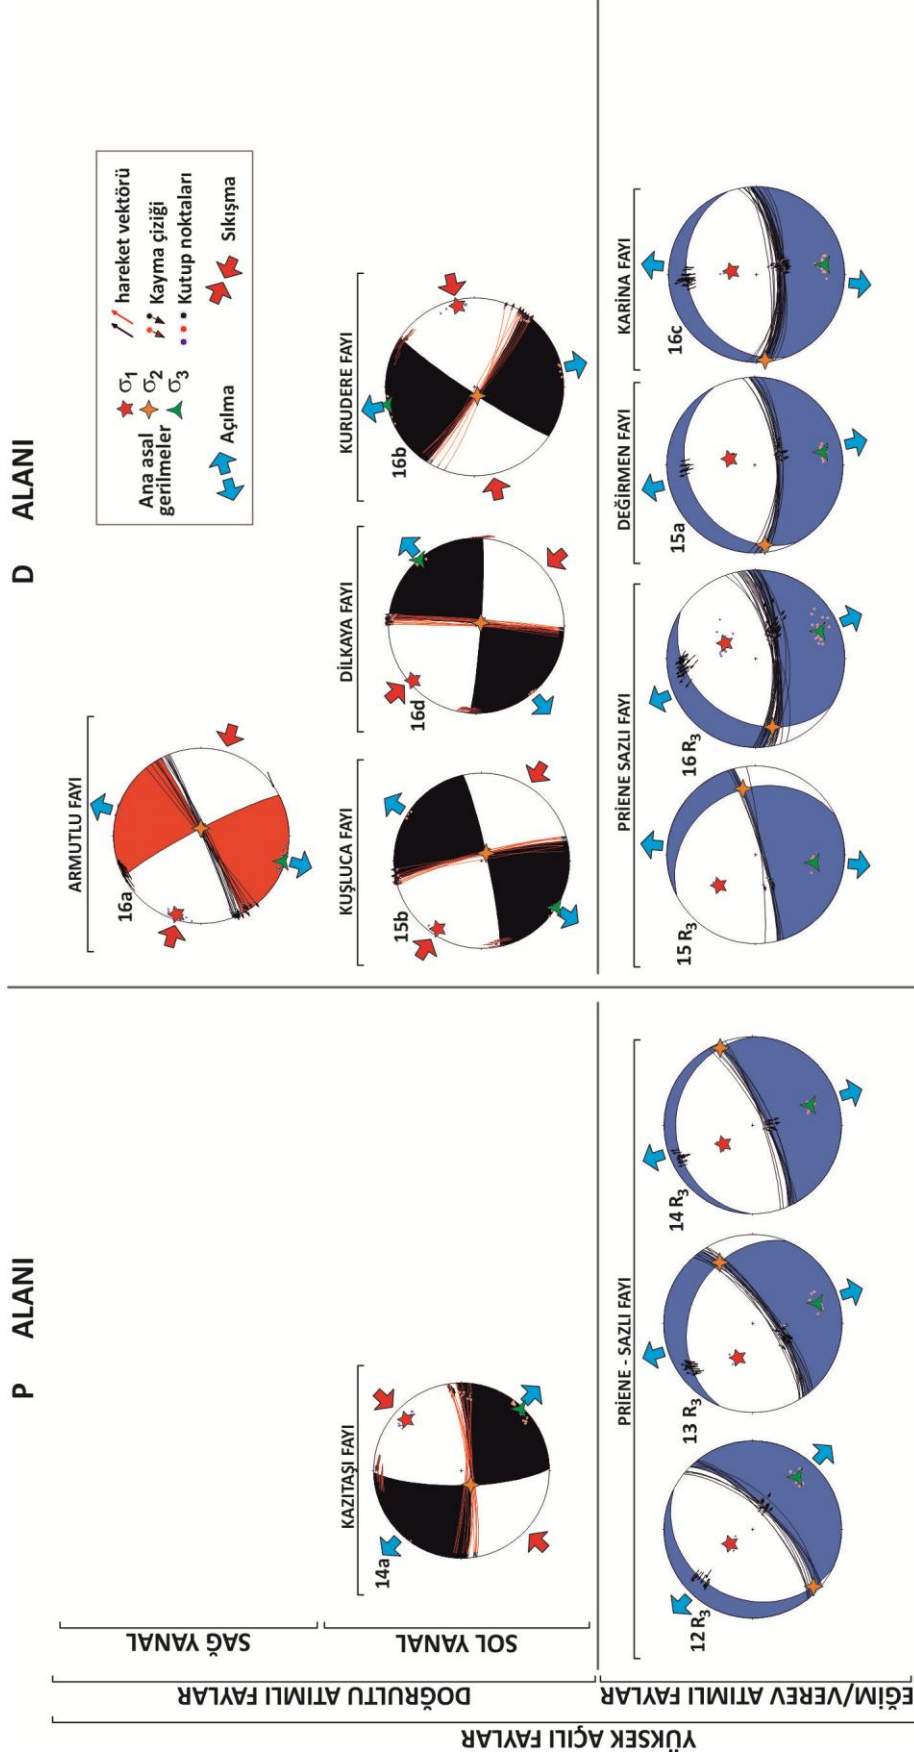 P ALANI
D ALANI
Ana asal gerilmeler
σ1
σ2
σ3
hareket vektörü
Kayma çiziği
Kutup noktaları
Açılma
Sıkışma
YÜKSEK AÇILI FAYLAR
DOĞRULTU ATIMLI FAYLAR
SAĞ YANAL
ARMUTLU FAYI
16a
SOL YANAL
KAZITAŞI FAYI
14a
KUŞLUCA FAYI
15b
DİLKAYA FAYI
16d
KURUDERE FAYI
16b
EĞİM/VEREV ATIMLI FAYLAR
PRİENE - SAZLI FAYI
12 R3
13 R3
14 R3
PRİENE SAZLI FAYI
15 R3
16 R3
DEĞİRMEN FAYI
15a
KARİNA FAYI
16c